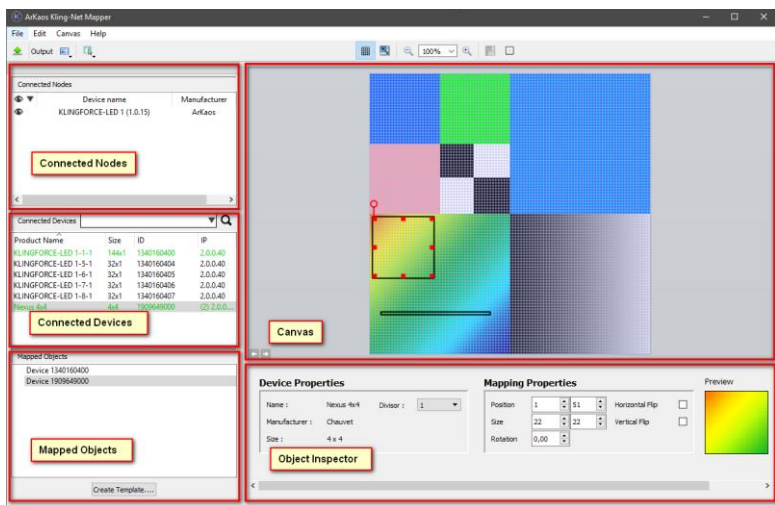 ArKaos Kling-Net Mapper
File Edit Canvas Help
Output 100%
Connected Nodes
Device name Manufacturer
KLINGFORCE-LED 1 (1.0.15) ArKaos
Connected Nodes
Connected Devices
Product Name Size ID IP
KLINGFORCE-LED 1-1-1 144x1 1340160400 2.0.0.40
KLINGFORCE-LED 1-5-1 32x1 1340160404 2.0.0.40
KLINGFORCE-LED 1-6-1 32x1 1340160405 2.0.0.40
KLINGFORCE-LED 1-7-1 32x1 1340160406 2.0.0.40
KLINGFORCE-LED 1-8-1 32x1 1340160407 2.0.0.40
Nexus 4x4 4x4 1909649000 (2) 2.0.0...
Connected Devices
Canvas
Mapped Objects
Device 1340160400
Device 1909649000
Mapped Objects
Create Template....
Device Properties
Name : Nexus 4x4 Divisor : 1
Manufacturer : Chauvet
Size : 4 x 4
Object Inspector
Mapping Properties
Position 1 51 Horizontal Flip
Size 22 22 Vertical Flip
Rotation 0,00
Preview